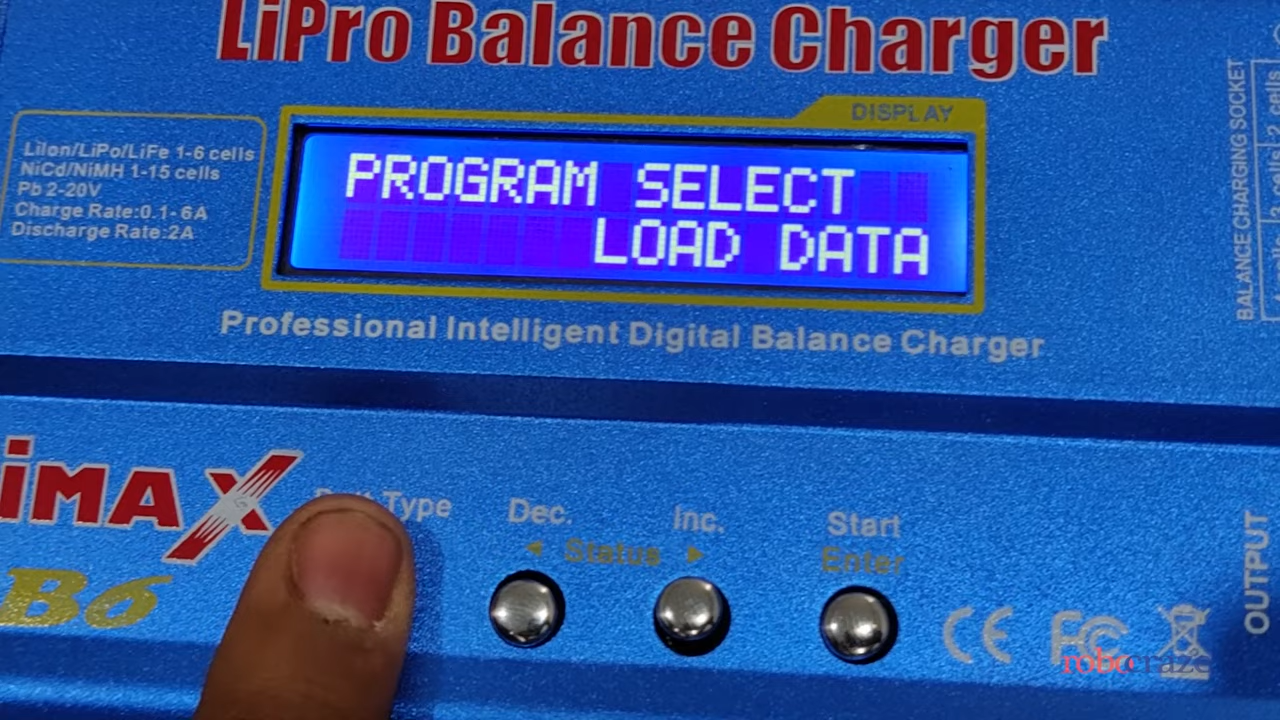 LiPro Balance Charger
DISPLAY
LiIon/LiPo/LiFe 1-6 cells
NiCd/NiMH 1-15 cells
Pb 2-20V
Charge Rate:0.1-6A
Discharge Rate:2A
PROGRAM SELECT
LOAD DATA
BALANCE CHARGING SOCKET
Professional Intelligent Digital Balance Charger
iMAX
B6
Type
Dec.
Inc.
Start
Status
Enter
CE FC
OUTPUT
robocraze